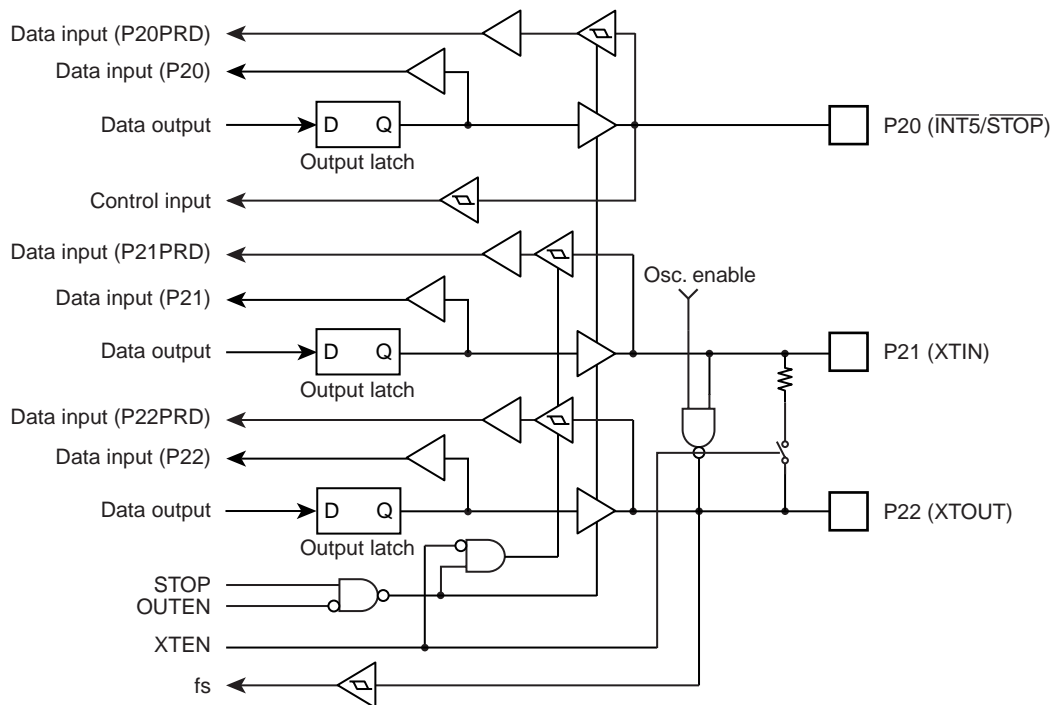 Data input (P20PRD)
Data input (P20)
Data output
D Q
Output latch
P20 (INT5/STOP)
Control input
Data input (P21PRD)
Osc. enable
Data input (P21)
Data output
D Q
Output latch
P21 (XTIN)
Data input (P22PRD)
Data input (P22)
Data output
D Q
Output latch
P22 (XTOUT)
STOP
OUTEN
XTEN
fs